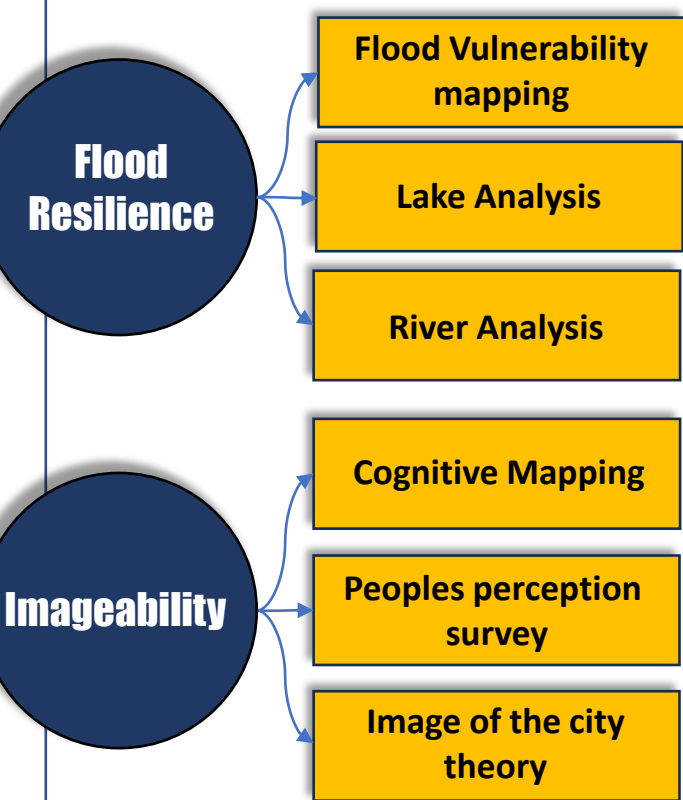 Flood
Resilience
Flood Vulnerability
mapping
Lake Analysis
River Analysis
Imageability
Cognitive Mapping
Peoples perception
survey
Image of the city
theory